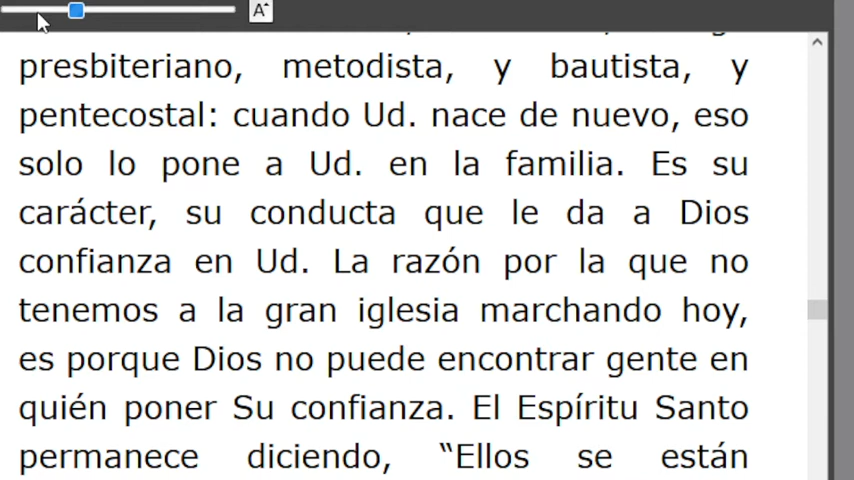 A
presbiteriano, metodista, y bautista, y
pentecostal: cuando Ud. nace de nuevo, eso
solo lo pone a Ud. en la familia. Es su
carácter, su conducta que le da a Dios
confianza en Ud. La razón por la que no
tenemos a la gran iglesia marchando hoy,
es porque Dios no puede encontrar gente en
quién poner Su confianza. El Espíritu Santo
permanece diciendo, “Ellos se están